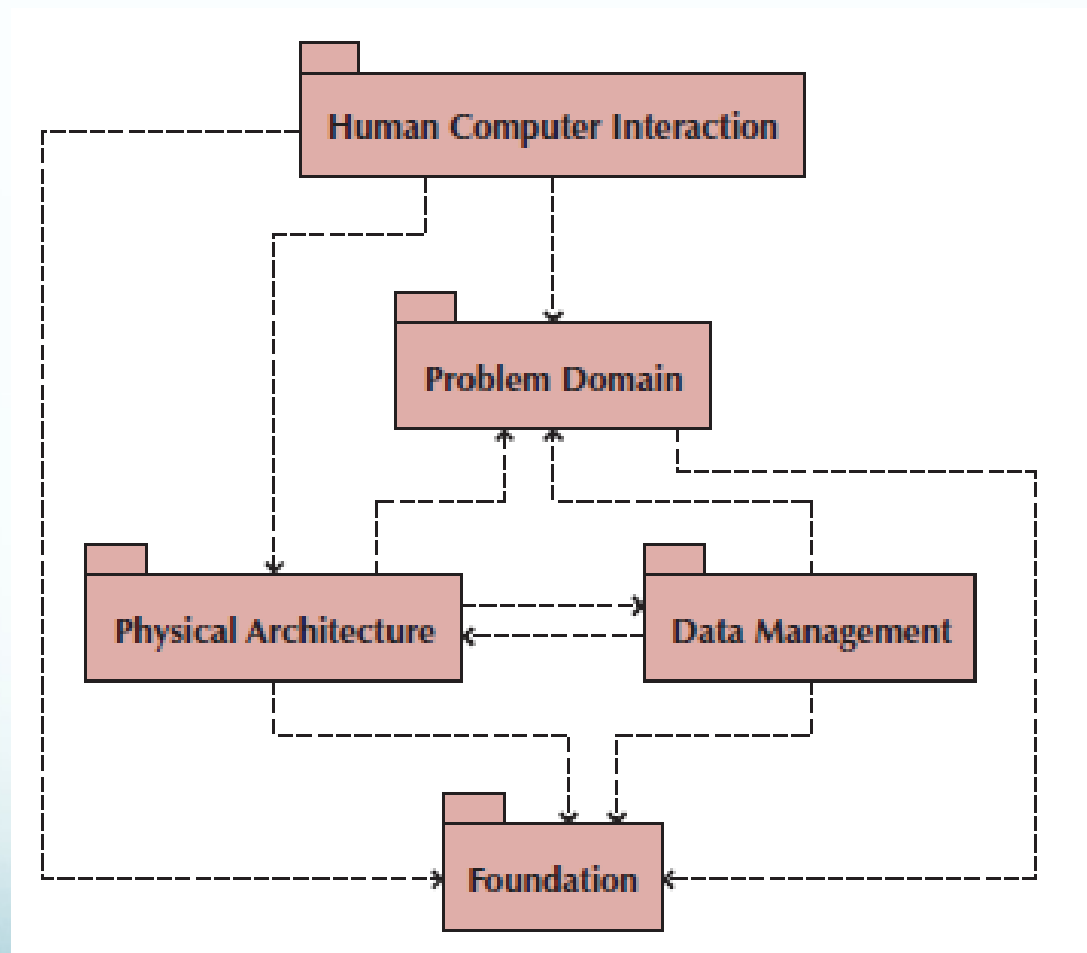 Human Computer Interaction
Problem Domain
Physical Architecture
Data Management
Foundation